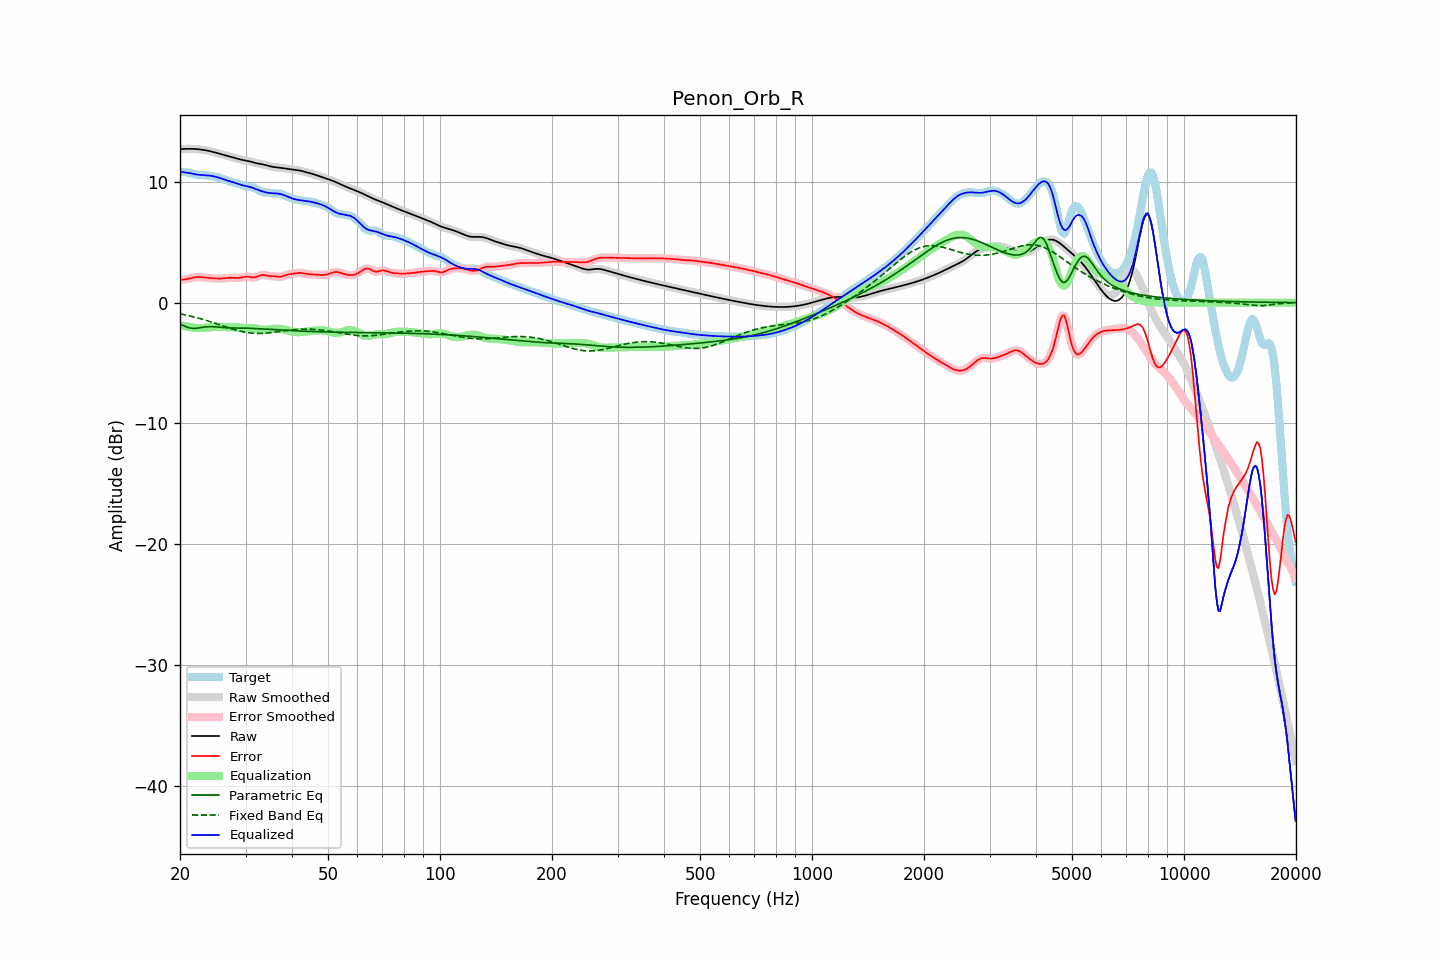 Penon_Orb_R
Amplitude (dBr)
10
0
−10
−20
−30
−40
Target
Raw Smoothed
Error Smoothed
Raw
Error
Equalization
Parametric Eq
Fixed Band Eq
Equalized
20 50 100 200 500 1000 2000 5000 10000 20000
Frequency (Hz)